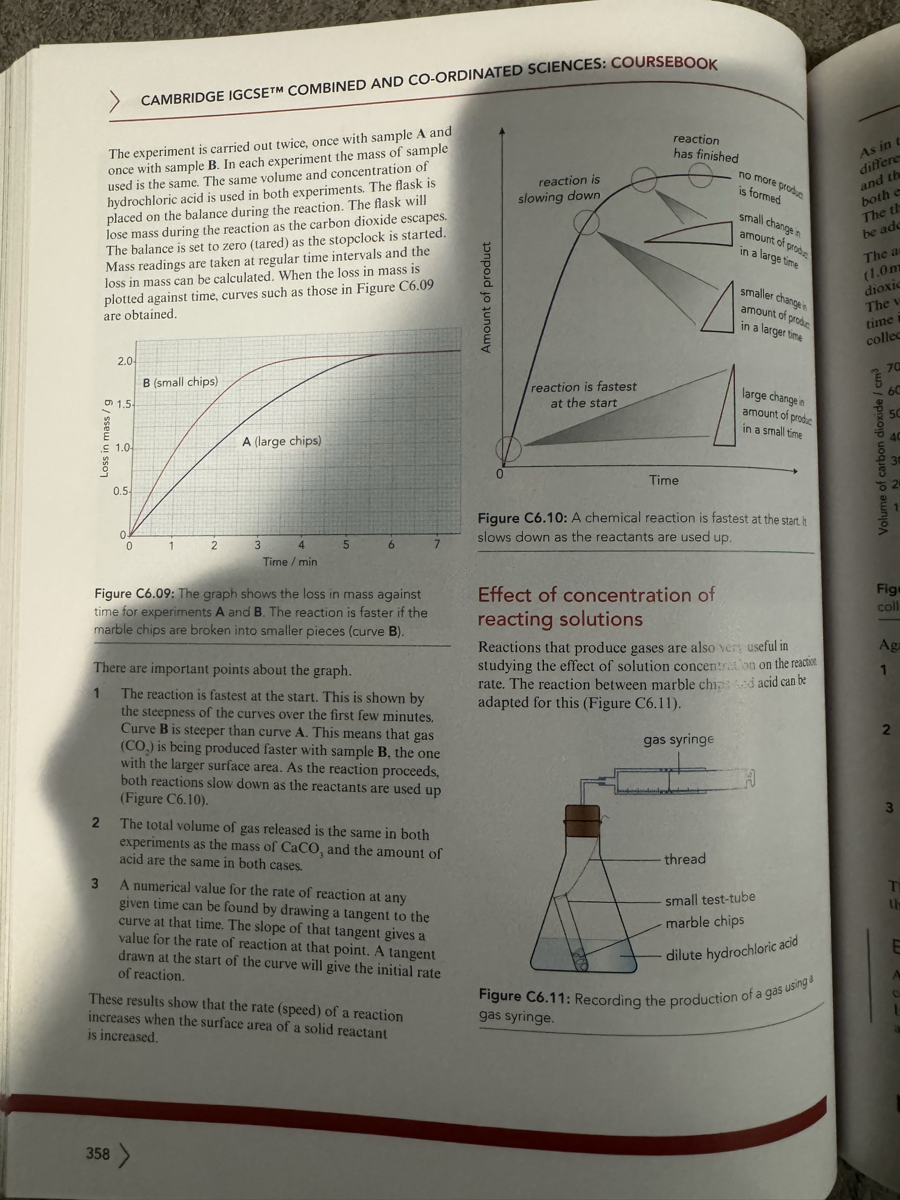 CAMBRIDGE IGCSE™ COMBINED AND CO-ORDINATED SCIENCES: COURSEBOOK
The experiment is carried out twice, once with sample A and
once with sample B. In each experiment the mass of sample
used is the same. The same volume and concentration of
hydrochloric acid is used in both experiments. The flask is
placed on the balance during the reaction. The flask will
lose mass during the reaction as the carbon dioxide escapes.
The balance is set to zero (tared) as the stopclock is started.
Mass readings are taken at regular time intervals and the
loss in mass can be calculated. When the loss in mass is
plotted against time, curves such as those in Figure C6.09
are obtained.
Loss in mass / g
2.0
1.5
1.0
0.5
0
B (small chips)
A (large chips)
0 1 2 3 4 5 6 7
Time / min
Figure C6.09: The graph shows the loss in mass against
time for experiments A and B. The reaction is faster if the
marble chips are broken into smaller pieces (curve B).
There are important points about the graph.
1 The reaction is fastest at the start. This is shown by
the steepness of the curves over the first few minutes.
Curve B is steeper than curve A. This means that gas
(CO₂) is being produced faster with sample B, the one
with the larger surface area. As the reaction proceeds,
both reactions slow down as the reactants are used up
(Figure C6.10).
2 The total volume of gas released is the same in both
experiments as the mass of CaCO₃ and the amount of
acid are the same in both cases.
3 A numerical value for the rate of reaction at any
given time can be found by drawing a tangent to the
curve at that time. The slope of that tangent gives a
value for the rate of reaction at that point. A tangent
drawn at the start of the curve will give the initial rate
of reaction.
These results show that the rate (speed) of a reaction
increases when the surface area of a solid reactant
is increased.
Amount of product
reaction
has finished
no more product
is formed
reaction is
slowing down
small change in
amount of product
in a large time
smaller change in
amount of product
in a larger time
reaction is fastest
at the start
large change in
amount of product
in a small time
0
Time
Figure C6.10: A chemical reaction is fastest at the start. It
slows down as the reactants are used up.
Effect of concentration of
reacting solutions
Reactions that produce gases are also very useful in
studying the effect of solution concentration on the reaction
rate. The reaction between marble chips and acid can be
adapted for this (Figure C6.11).
gas syringe
thread
small test-tube
marble chips
dilute hydrochloric acid
Figure C6.11: Recording the production of a gas using a
gas syringe.
358
As in
and
both
be
(1.0
Volume of carbon dioxide / cm³
70
1
2
3